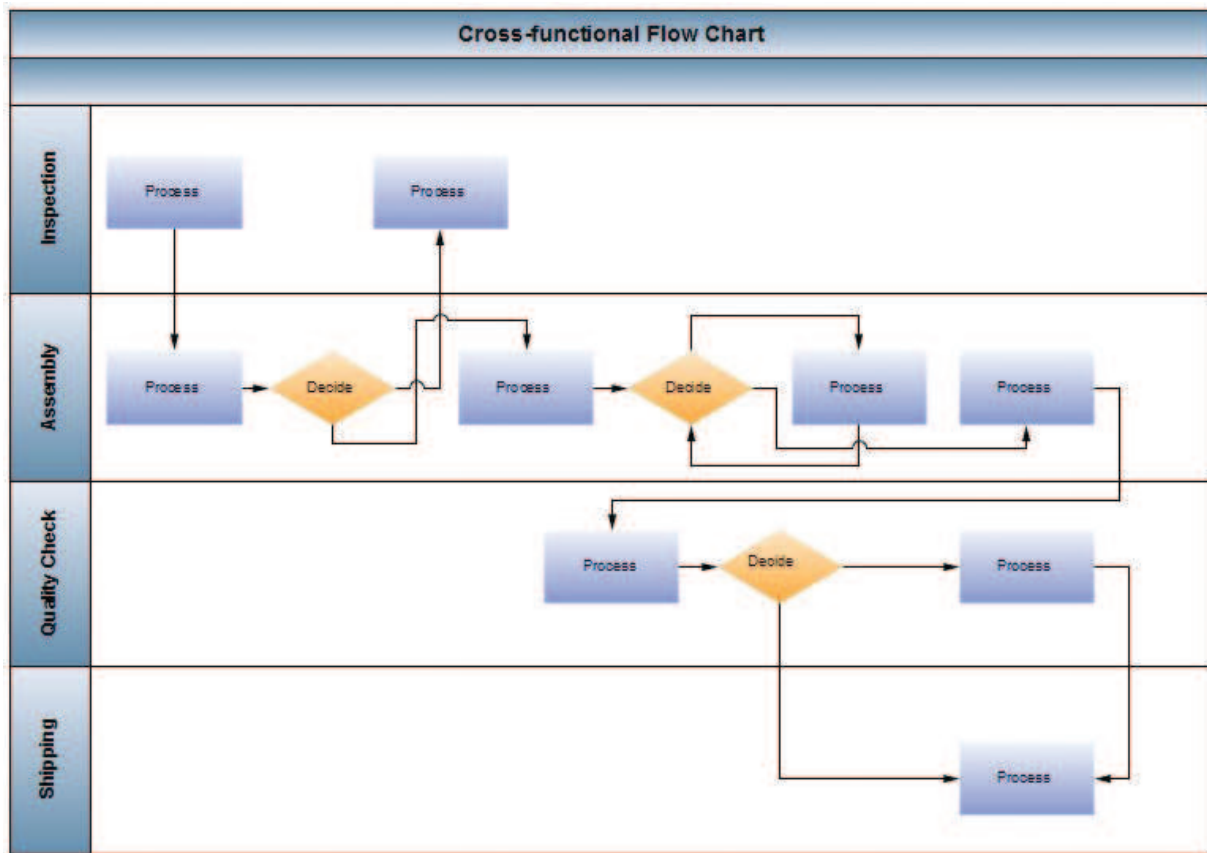 Cross-functional Flow Chart
Inspection
Process
Process
Assembly
Process
Decide
Process
Decide
Process
Process
Quality Check
Process
Decide
Process
Shipping
Process